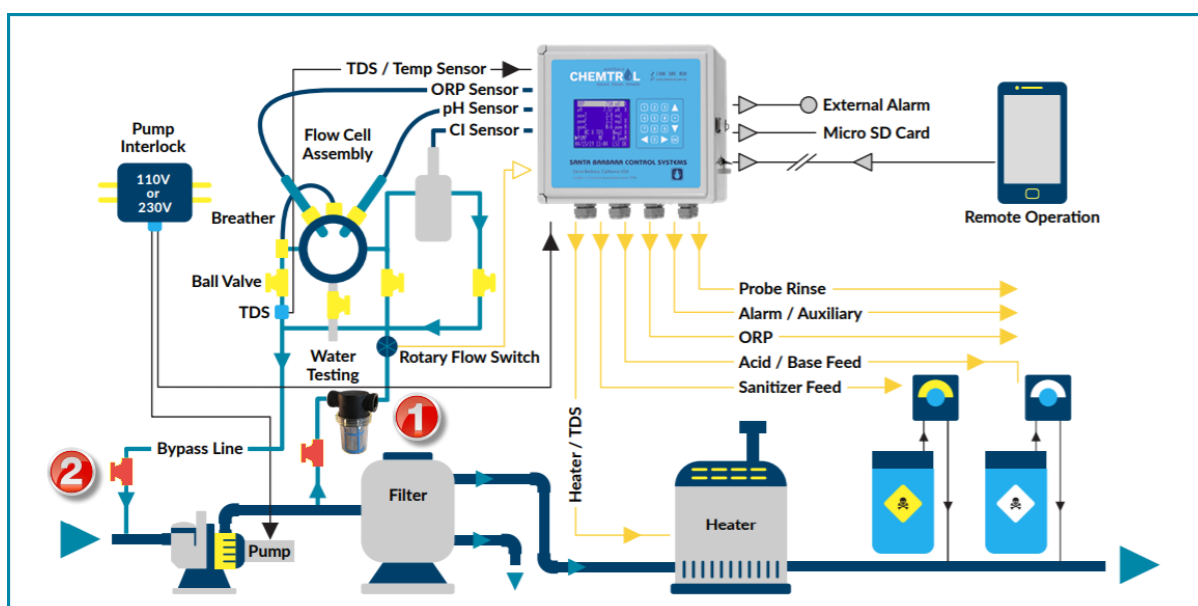 TDS / Temp Sensor
ORP Sensor
pH Sensor
CI Sensor
Flow Cell
Assembly
Pump
Interlock
110V
or
230V
Breather
Ball Valve
TDS
Water
Testing
Rotary Flow Switch
CHEMTROL
SANTA BARBARA CONTROL SYSTEMS
External Alarm
Micro SD Card
Remote Operation
Probe Rinse
Alarm / Auxiliary
ORP
Acid / Base Feed
Sanitizer Feed
Heater / TDS
1
2
Bypass Line
Filter
Heater
Pump